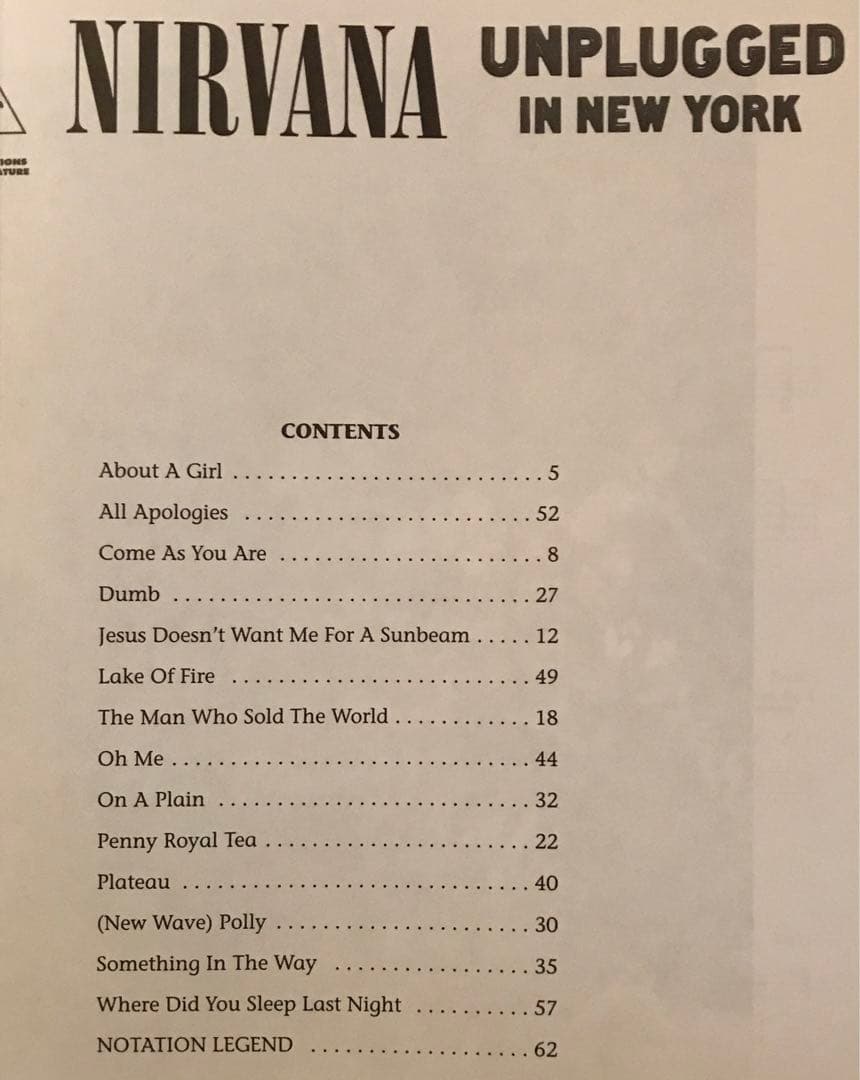 NIRVANA UNPLUGGED
IN NEW YORK
IONS
ATURE
CONTENTS
About A Girl . . . . . . . . . . . . . . . . . . . . . . . . . . . 5
All Apologies . . . . . . . . . . . . . . . . . . . . . . . . . 52
Come As You Are . . . . . . . . . . . . . . . . . . . . . . . 8
Dumb . . . . . . . . . . . . . . . . . . . . . . . . . . . . . . . 27
Jesus Doesn't Want Me For A Sunbeam . . . . . 12
Lake Of Fire . . . . . . . . . . . . . . . . . . . . . . . . . . 49
The Man Who Sold The World . . . . . . . . . . . . 18
Oh Me . . . . . . . . . . . . . . . . . . . . . . . . . . . . . . . 44
On A Plain . . . . . . . . . . . . . . . . . . . . . . . . . . . 32
Penny Royal Tea . . . . . . . . . . . . . . . . . . . . . . . 22
Plateau . . . . . . . . . . . . . . . . . . . . . . . . . . . . . . 40
(New Wave) Polly . . . . . . . . . . . . . . . . . . . . . . 30
Something In The Way . . . . . . . . . . . . . . . . . 35
Where Did You Sleep Last Night . . . . . . . . . . 57
NOTATION LEGEND . . . . . . . . . . . . . . . . . . . 62